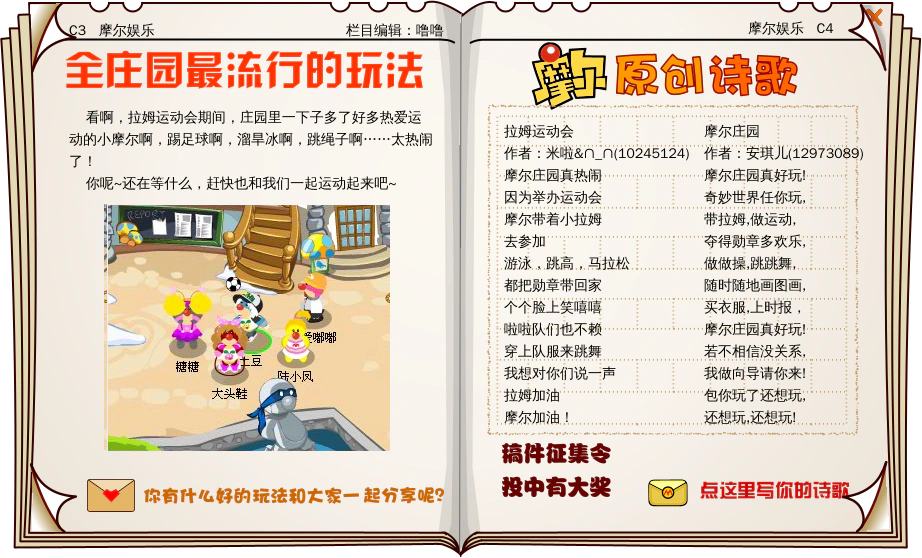 C3 摩尔娱乐
栏目编辑：噜噜
全庄园最流行的玩法
看啊，拉姆运动会期间，庄园里一下子多了好多热爱运
动的小摩尔啊，踢足球啊，溜旱冰啊，跳绳子啊……太热闹
了！
你呢~还在等什么，赶快也和我们一起运动起来吧~
REPORT
嘟嘟
土豆
糖糖
陆小凤
大头鞋
你有什么好的玩法和大家一起分享呢？
摩尔娱乐 C4
摩尔
原创诗歌
拉姆运动会
作者：米啦&∩_∩(10245124)
摩尔庄园真热闹
因为举办运动会
摩尔带着小拉姆
去参加
游泳，跳高，马拉松
都把勋章带回家
个个脸上笑嘻嘻
啦啦队们也不赖
穿上队服来跳舞
我想对你们说一声
拉姆加油
摩尔加油！
摩尔庄园
作者：安琪儿(12973089)
摩尔庄园真好玩!
奇妙世界任你玩,
带拉姆,做运动,
夺得勋章多欢乐,
做做操,跳跳舞,
随时随地画图画,
买衣服,上时报，
摩尔庄园真好玩!
若不相信没关系,
我做向导请你来!
包你玩了还想玩,
还想玩,还想玩!
稿件征集令
投中有大奖
点这里写你的诗歌